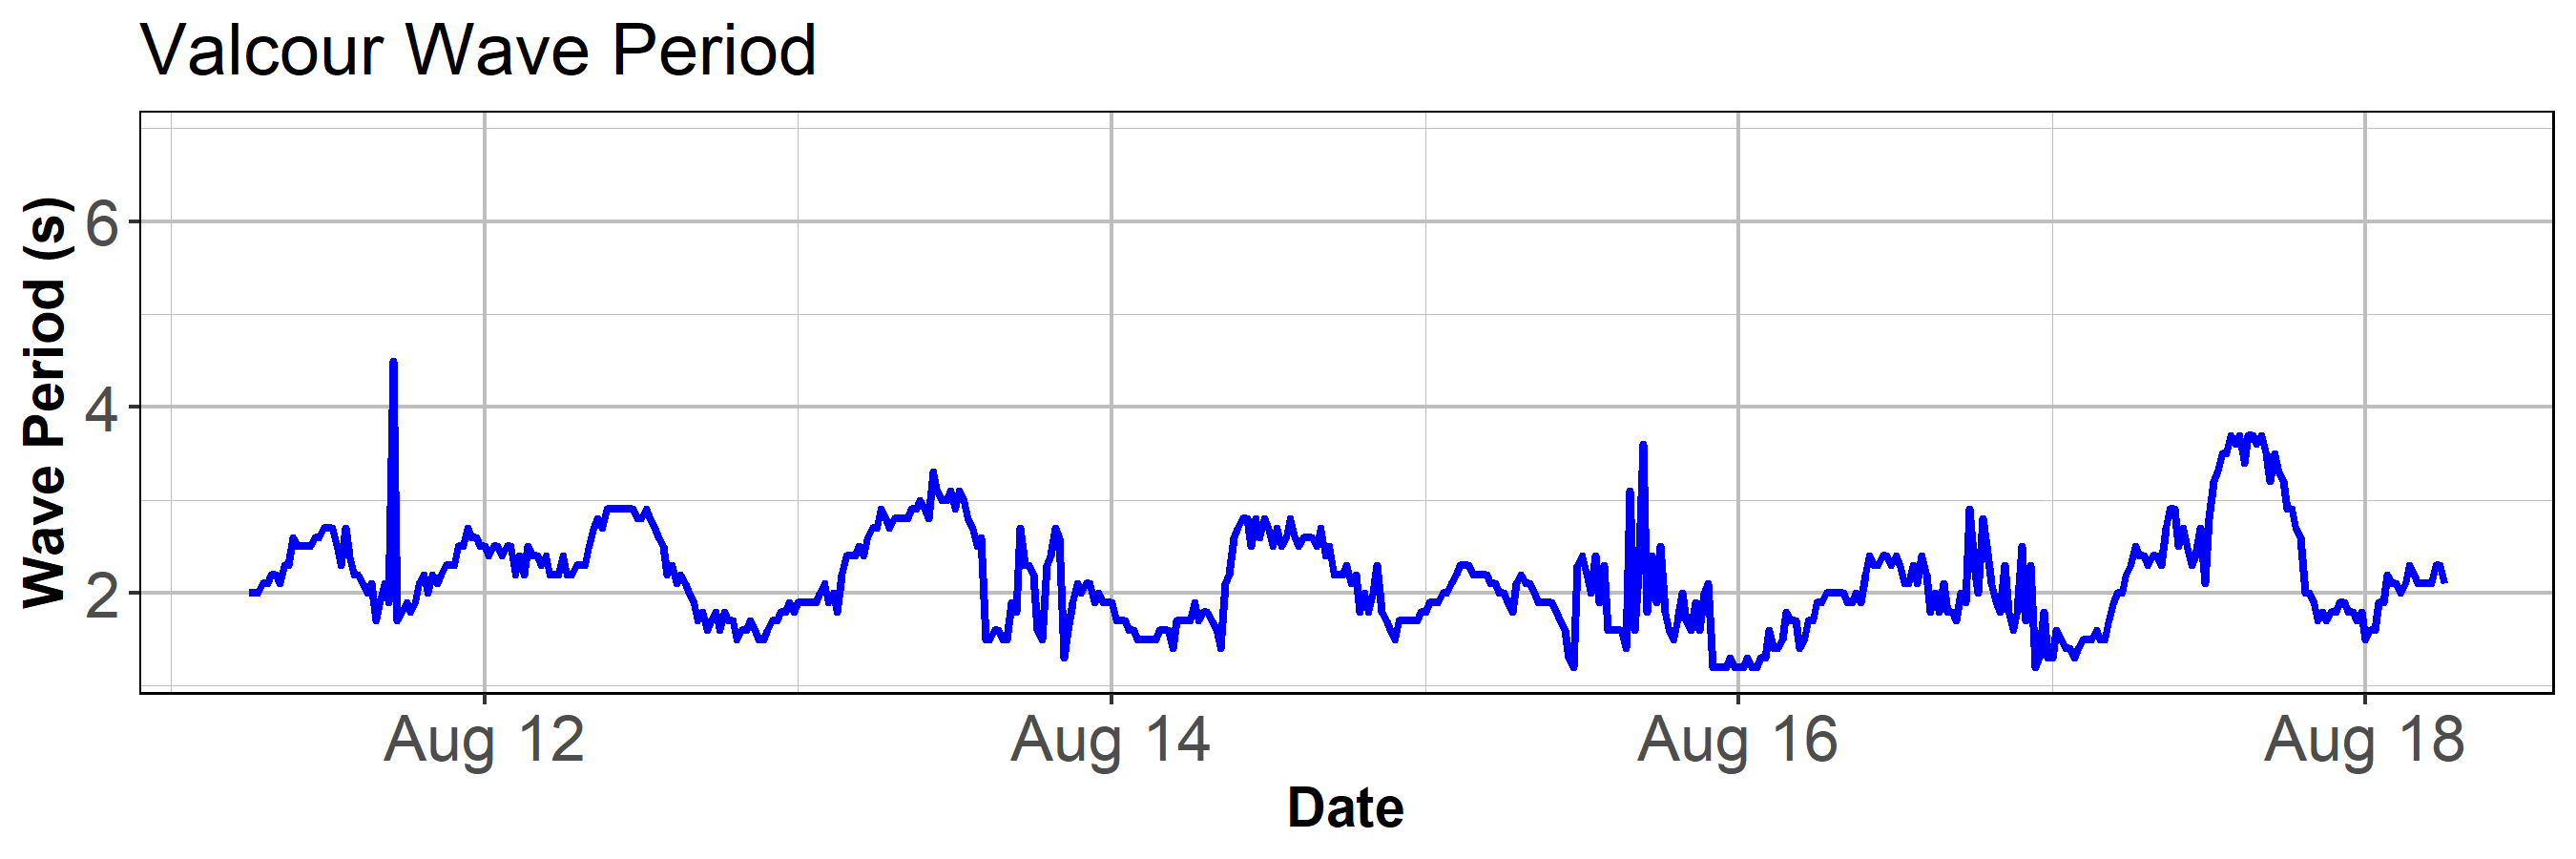 Valcour Wave Period
Wave Period (s)
6
4
2
Aug 12
Aug 14
Aug 16
Aug 18
Date